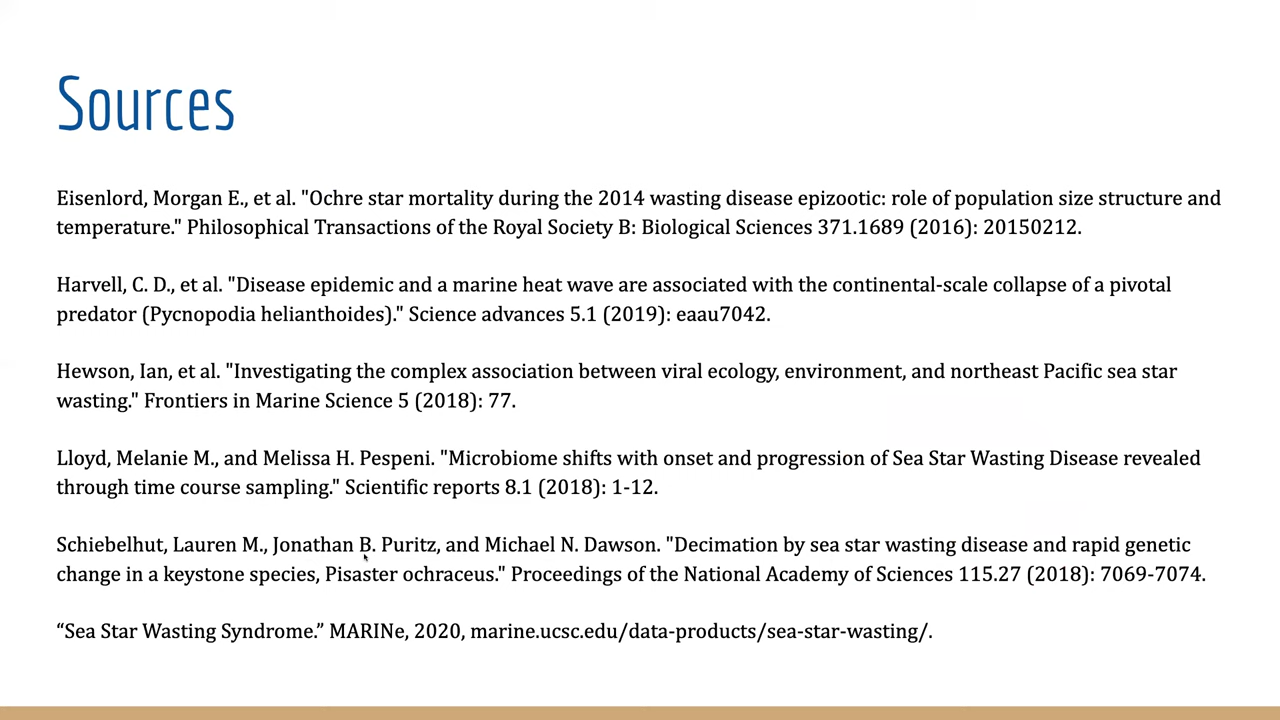 Sources
Eisenlord, Morgan E., et al. "Ochre star mortality during the 2014 wasting disease epizootic: role of population size structure and
temperature." Philosophical Transactions of the Royal Society B: Biological Sciences 371.1689 (2016): 20150212.
Harvell, C. D., et al. "Disease epidemic and a marine heat wave are associated with the continental-scale collapse of a pivotal
predator (Pycnopodia helianthoides)." Science advances 5.1 (2019): eaau7042.
Hewson, Ian, et al. "Investigating the complex association between viral ecology, environment, and northeast Pacific sea star
wasting." Frontiers in Marine Science 5 (2018): 77.
Lloyd, Melanie M., and Melissa H. Pespeni. "Microbiome shifts with onset and progression of Sea Star Wasting Disease revealed
through time course sampling." Scientific reports 8.1 (2018): 1-12.
Schiebelhut, Lauren M., Jonathan B. Puritz, and Michael N. Dawson. "Decimation by sea star wasting disease and rapid genetic
change in a keystone species, Pisaster ochraceus." Proceedings of the National Academy of Sciences 115.27 (2018): 7069-7074.
“Sea Star Wasting Syndrome.” MARINe, 2020, marine.ucsc.edu/data-products/sea-star-wasting/.